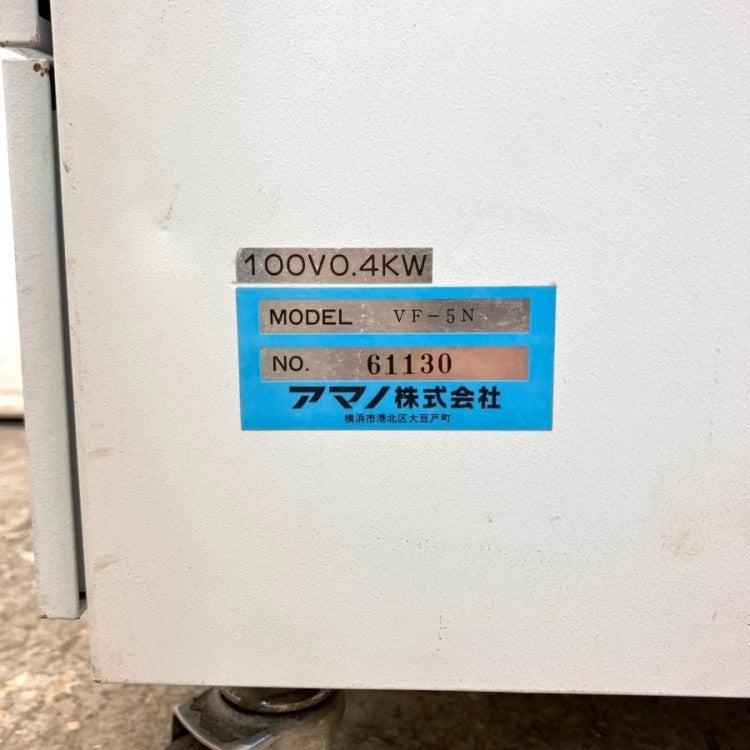 100V0.4KW
MODEL VF-5N
NO. 61130
アマノ株式会社
横浜市港北区大豆戸町